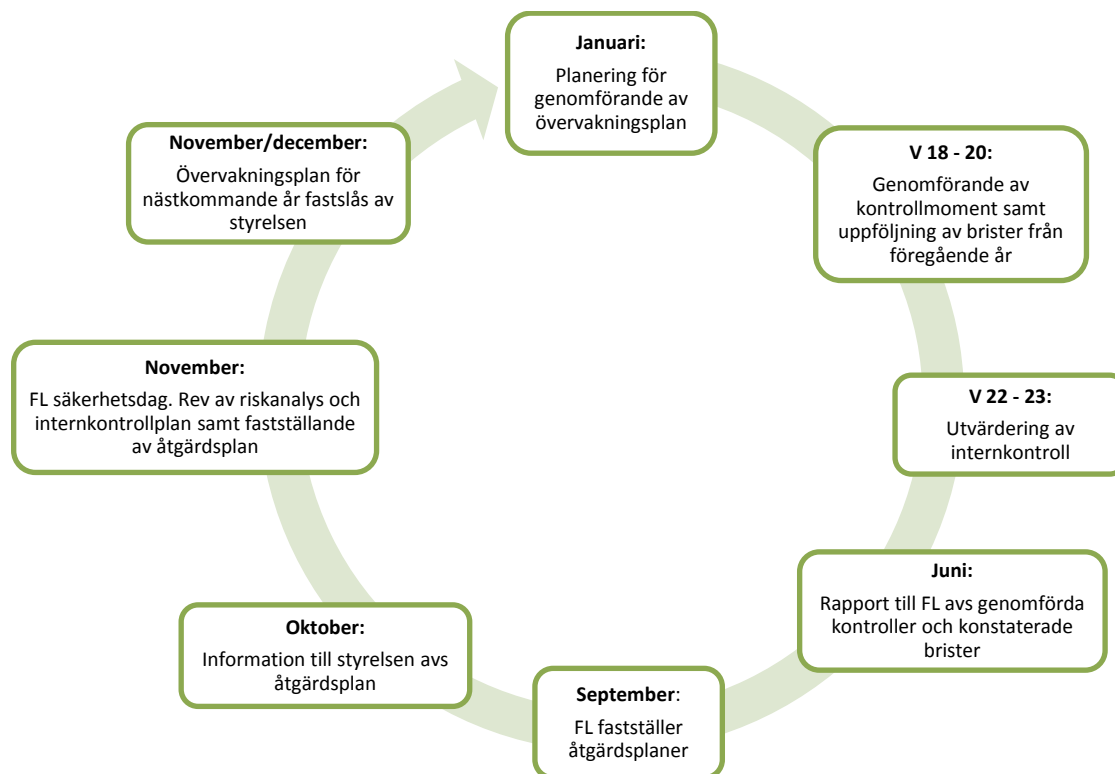 Januari:
Planering för
genomförande av
övervakningsplan
V 18 - 20:
Genomförande av
kontrollmoment samt
uppföljning av brister från
föregående år
V 22 - 23:
Utvärdering av
internkontroll
Juni:
Rapport till FL avs genomförda
kontroller och konstaterade
brister
September:
FL fastställer
åtgärdsplaner
Oktober:
Information till styrelsen avs
åtgärdsplan
November:
FL säkerhetsdag. Rev av riskanalys och
internkontrollplan samt fastställande
av åtgärdsplan
November/december:
Övervakningsplan för
nästkommande år fastslås av
styrelsen